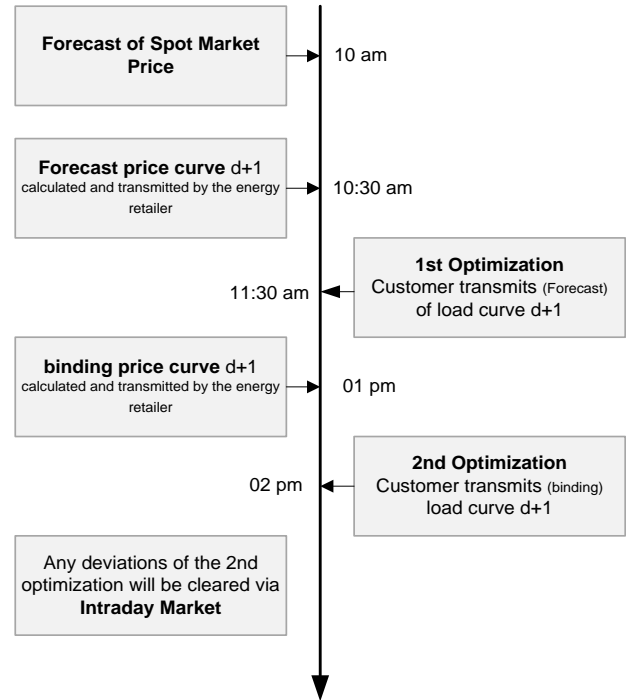 Forecast of Spot Market
Price
10 am
Forecast price curve d+1
calculated and transmitted by the energy
retailer
10:30 am
1st Optimization
Customer transmits (Forecast)
of load curve d+1
11:30 am
binding price curve d+1
calculated and transmitted by the energy
retailer
01 pm
2nd Optimization
Customer transmits (binding)
load curve d+1
02 pm
Any deviations of the 2nd
optimization will be cleared via
Intraday Market